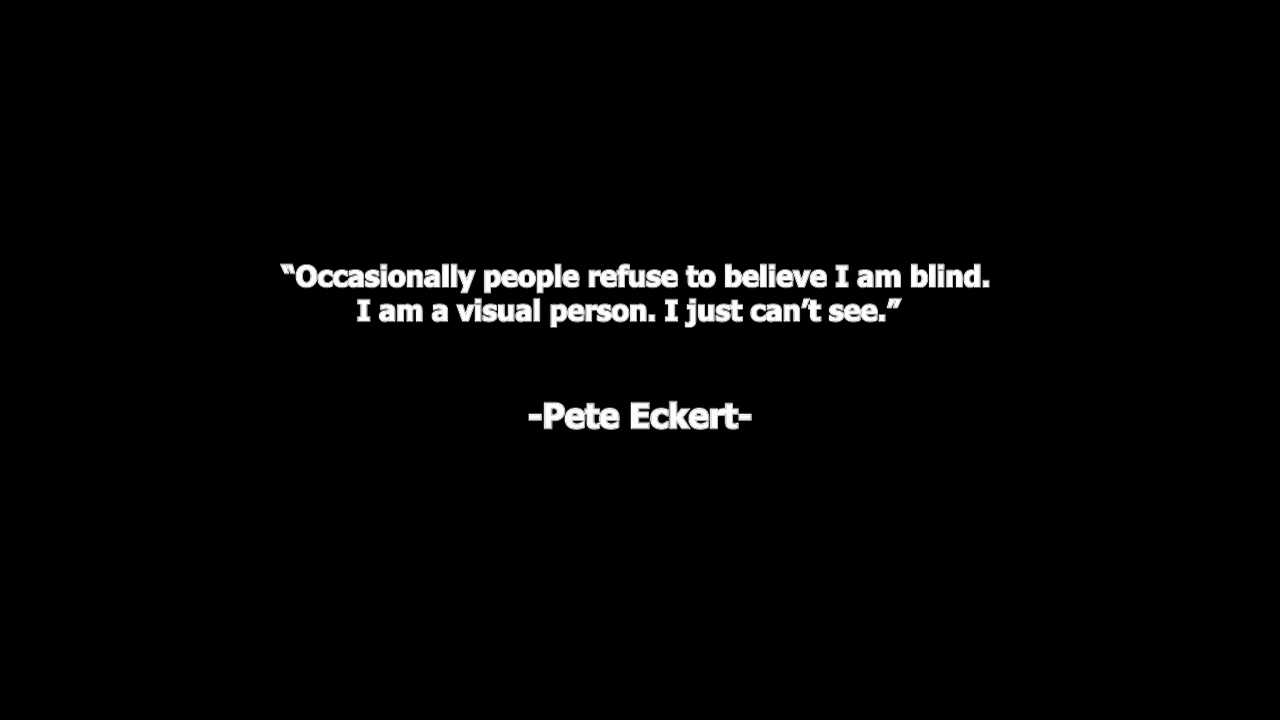 “Occasionally people refuse to believe I am blind.
I am a visual person. I just can’t see.”
-Pete Eckert-